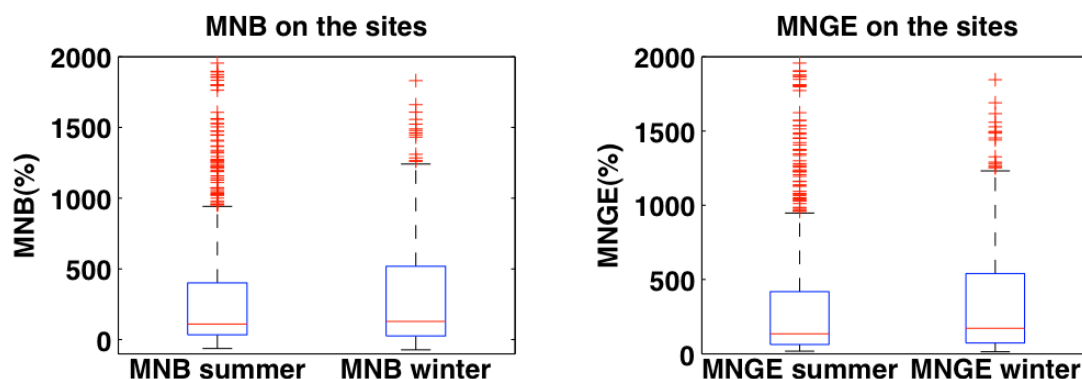 MNB on the sites
MNB(%)
2000
1500
1000
500
0
MNB summer MNB winter
MNGE on the sites
MNGE(%)
2000
1500
1000
500
0
MNGE summer MNGE winter